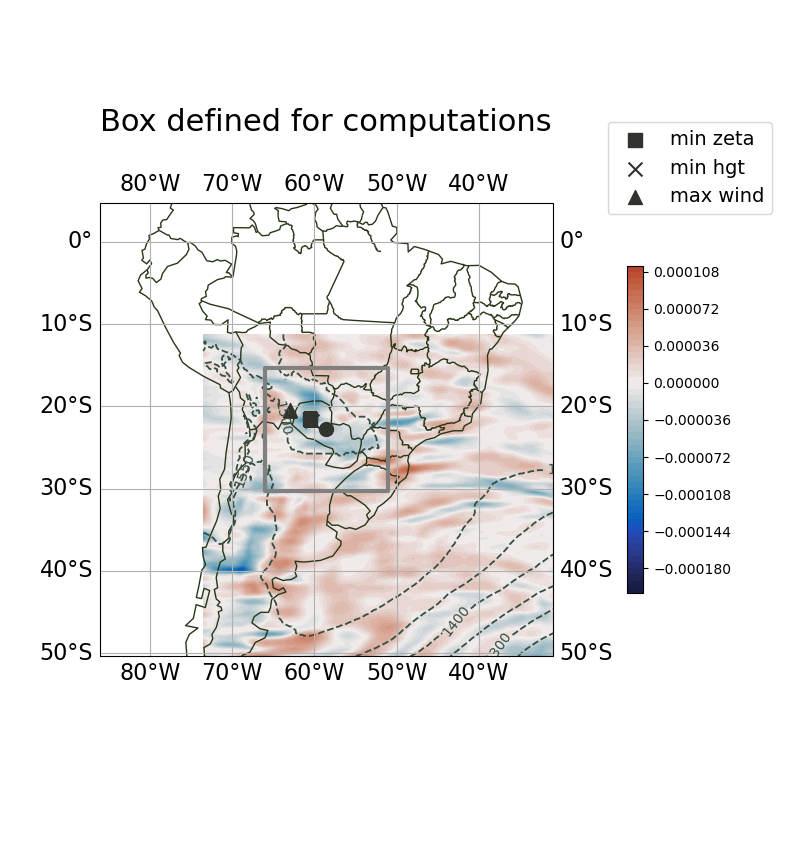 Box defined for computations
min zeta
min hgt
max wind
80°W 70°W 60°W 50°W 40°W
0° 0°
10°S 10°S
20°S 20°S
30°S 30°S
40°S 40°S
50°S 50°S
80°W 70°W 60°W 50°W 40°W
1550
1400
300
0.000108
0.000072
0.000036
0.000000
−0.000036
−0.000072
−0.000108
−0.000144
−0.000180